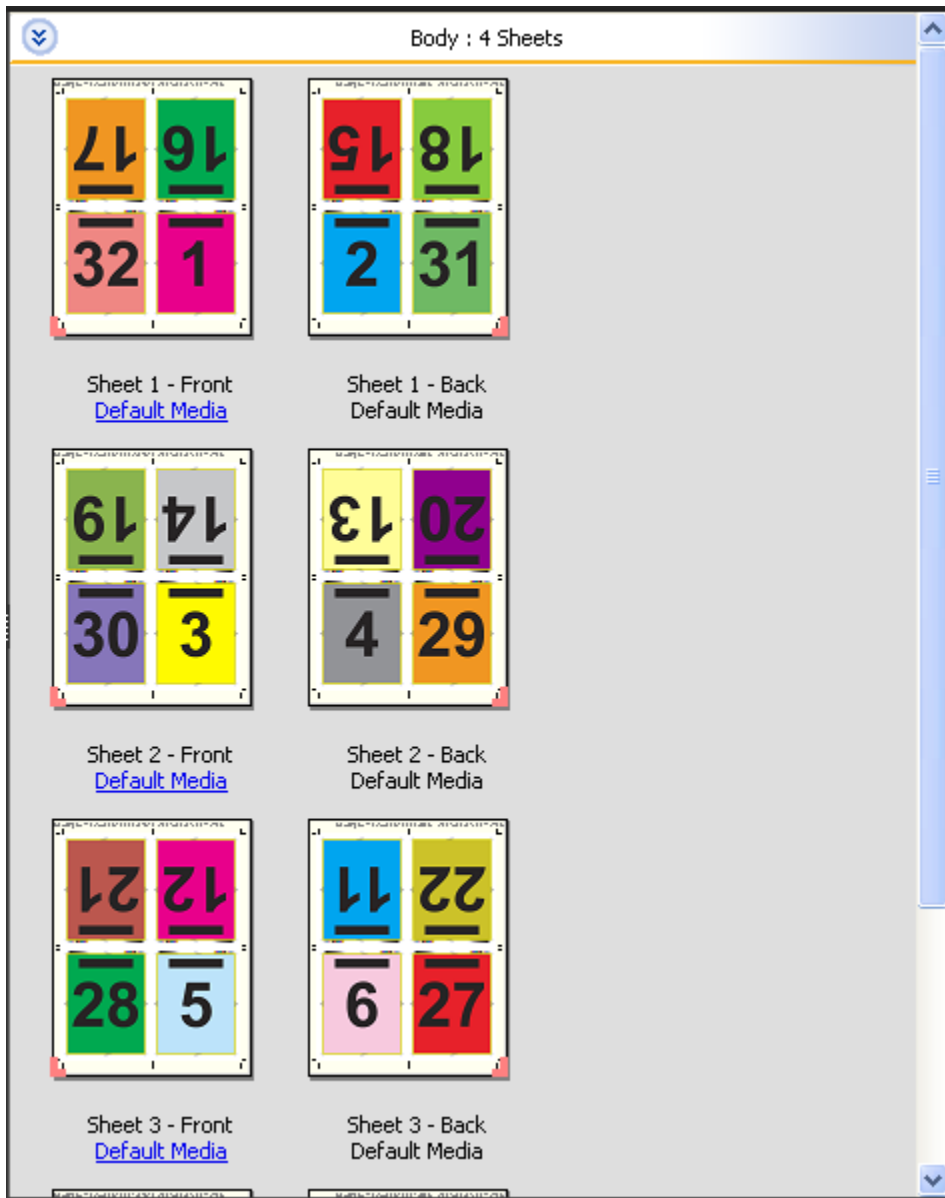 Body : 4 Sheets
17 16
32 1
15 18
2 31
Sheet 1 - Front
Default Media
Sheet 1 - Back
Default Media
19 14
30 3
13 20
4 29
Sheet 2 - Front
Default Media
Sheet 2 - Back
Default Media
21 12
28 5
11 22
6 27
Sheet 3 - Front
Default Media
Sheet 3 - Back
Default Media